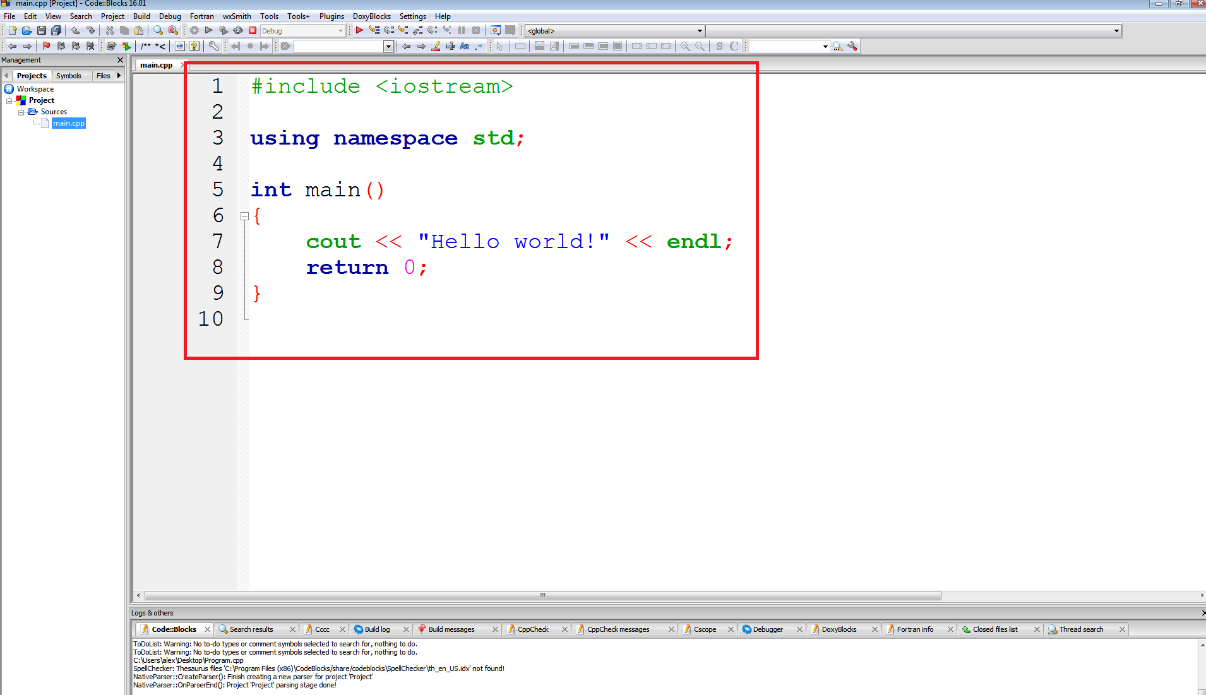 main.cpp [Project] - Code::Blocks 16.01
File Edit View Search Project Build Debug Fortran wxSmith Tools Tools+ Plugins DoxyBlocks Settings Help
Debug
<global>
/** *<
S C
Management
Projects Symbols Files
Workspace
Project
Sources
main.cpp
main.cpp
1 #include <iostream>
2
3 using namespace std;
4
5 int main()
6 {
7 cout << "Hello world!" << endl;
8 return 0;
9 }
10
Logs & others
Code::Blocks Search results Cccc Build log Build messages CppCheck CppCheck messages Cscope Debugger DoxyBlocks Fortran info Closed files list Thread search
ToDoList: Warning: No to-do types or comment symbols selected to search for, nothing to do.
ToDoList: Warning: No to-do types or comment symbols selected to search for, nothing to do.
C:\Users\alex\Desktop\Program.cpp
SpellChecker: Thesaurus files 'C:\Program Files (x86)\CodeBlocks/share/codeblocks\SpellChecker\th_en_US.idx' not found!
NativeParser::CreateParser(): Finish creating a new parser for project 'Project'
NativeParser::OnParserEnd(): Project 'Project' parsing stage done!